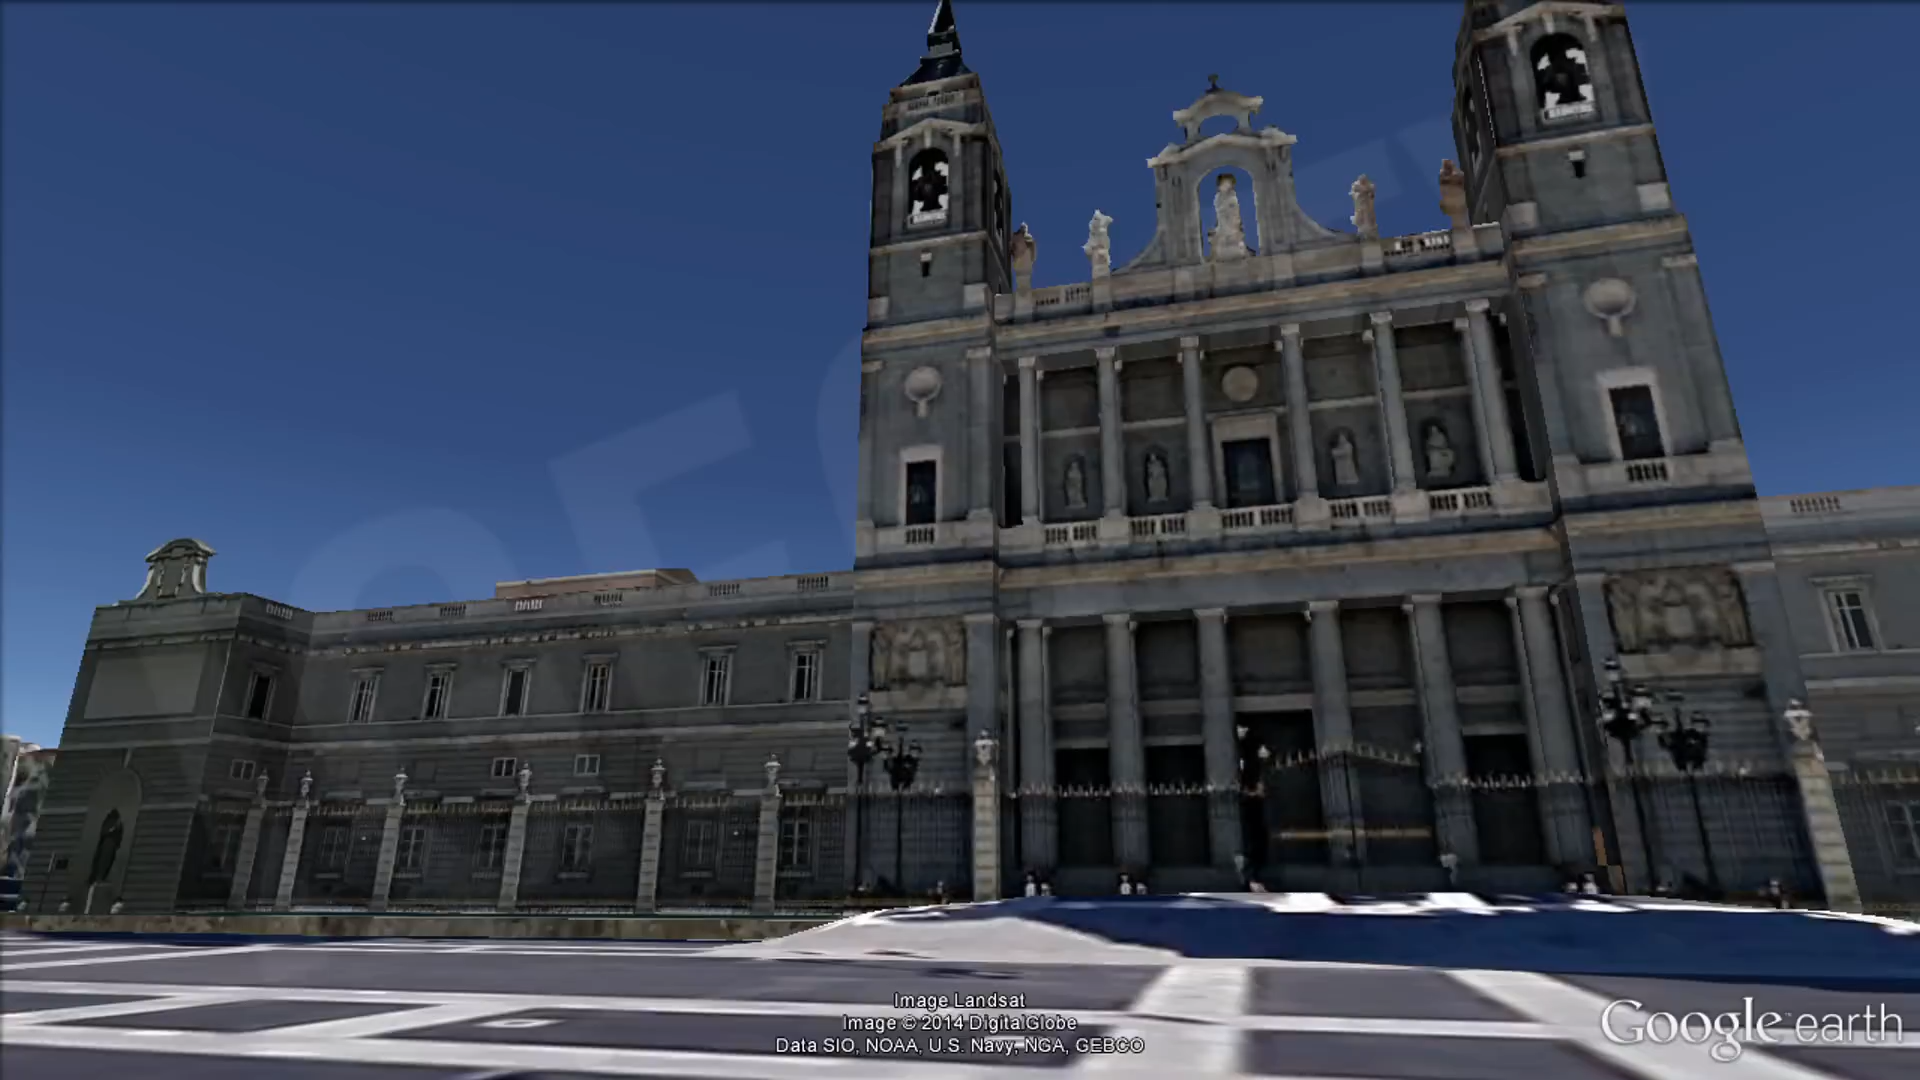 Image Landsat
Image © 2014 DigitalGlobe
Data SIO, NOAA, U.S. Navy, NGA, GEBCO
Google earth